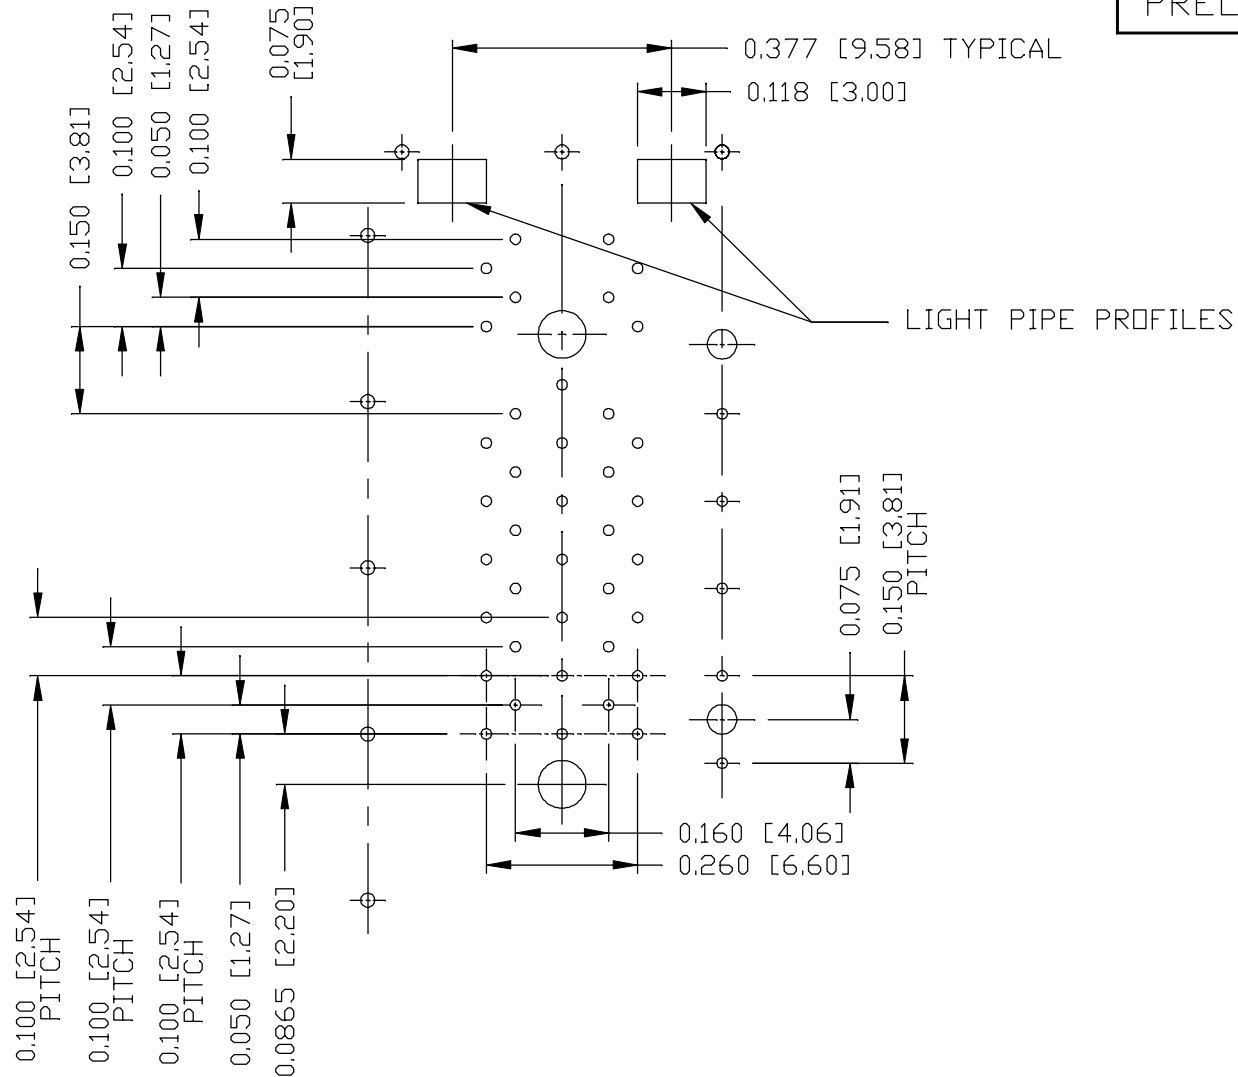 PREL
0.075
[1.90]
0.100 [2.54]
0.050 [1.27]
0.100 [2.54]
0.150 [3.81]
0.377 [9.58] TYPICAL
0.118 [3.00]
LIGHT PIPE PROFILES
0.075 [1.91]
0.150 [3.81]
PITCH
0.160 [4.06]
0.260 [6.60]
0.100 [2.54]
PITCH
0.100 [2.54]
PITCH
0.100 [2.54]
PITCH
0.050 [1.27]
0.0865 [2.20]